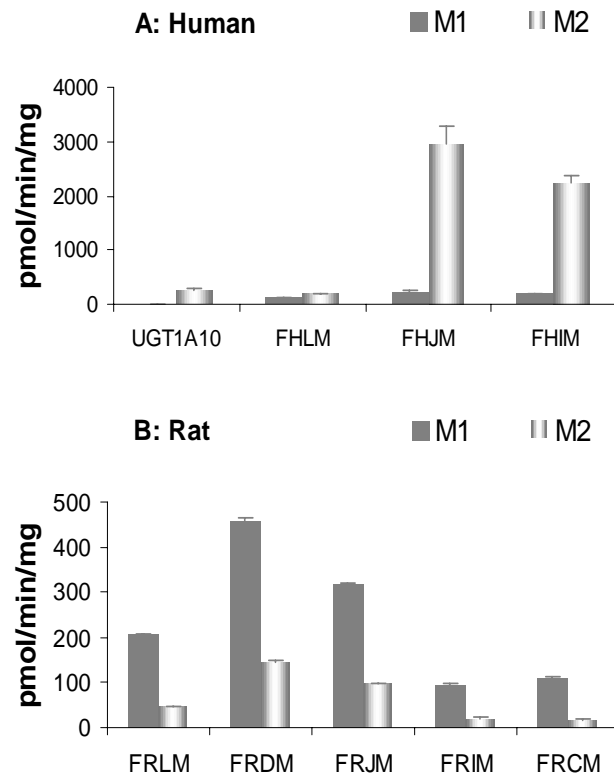 A: Human M1 M2
pmol/min/mg
4000
3000
2000
1000
0
UGT1A10 FHLM FHJM FHIM
B: Rat M1 M2
pmol/min/mg
500
400
300
200
100
0
FRLM FRDM FRJM FRIM FRCM